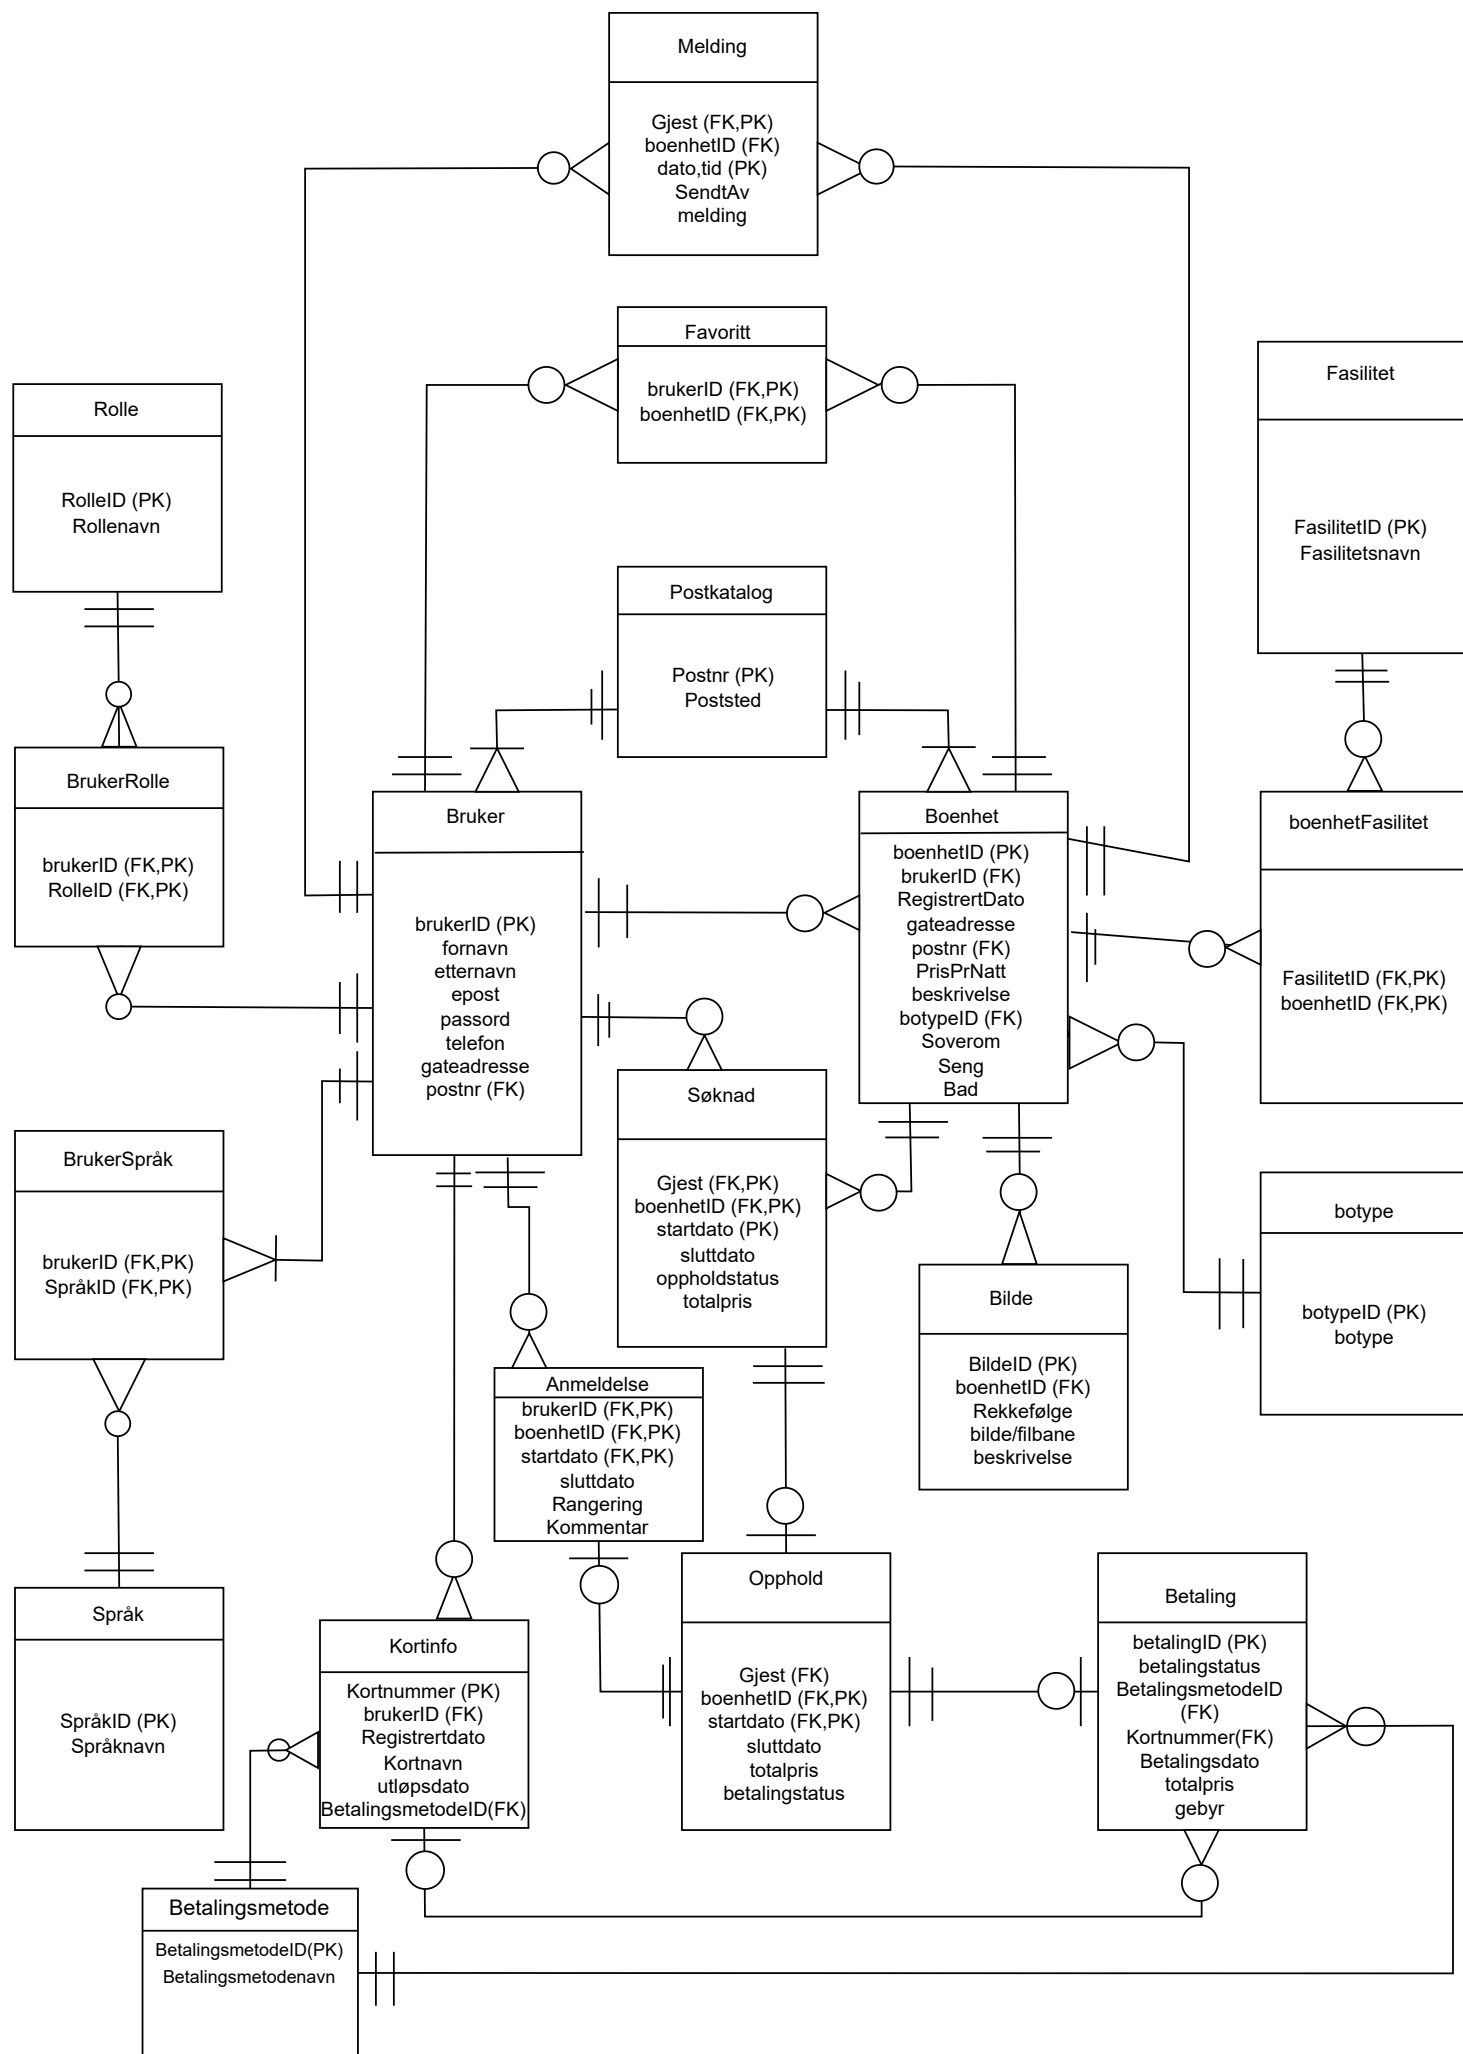 Melding
Gjest (FK,PK)
boenhetID (FK)
dato,tid (PK)
SendtAv
melding
Favoritt
brukerID (FK,PK)
boenhetID (FK,PK)
Fasilitet
FasilitetID (PK)
Fasilitetsnavn
Rolle
RolleID (PK)
Rollenavn
Postkatalog
Postnr (PK)
Poststed
BrukerRolle
brukerID (FK,PK)
RolleID (FK,PK)
Bruker
brukerID (PK)
fornavn
etternavn
epost
passord
telefon
gateadresse
postnr (FK)
Boenhet
boenhetID (PK)
brukerID (FK)
RegistrertDato
gateadresse
postnr (FK)
PrisPrNatt
beskrivelse
botypeID (FK)
Soverom
Seng
Bad
boenhetFasilitet
FasilitetID (FK,PK)
boenhetID (FK,PK)
BrukerSpråk
brukerID (FK,PK)
SpråkID (FK,PK)
Søknad
Gjest (FK,PK)
boenhetID (FK,PK)
startdato (PK)
sluttdato
oppholdstatus
totalpris
botype
botypeID (PK)
botype
Bilde
BildeID (PK)
boenhetID (FK)
Rekkefølge
bilde/filbane
beskrivelse
Anmeldelse
brukerID (FK,PK)
boenhetID (FK,PK)
startdato (FK,PK)
sluttdato
Rangering
Kommentar
Språk
SpråkID (PK)
Språknavn
Kortinfo
Kortnummer (PK)
brukerID (FK)
Registrertdato
Kortnavn
utløpsdato
BetalingsmetodeID(FK)
Opphold
Gjest (FK)
boenhetID (FK,PK)
startdato (FK,PK)
sluttdato
totalpris
betalingstatus
Betaling
betalingID (PK)
betalingstatus
BetalingsmetodeID
(FK)
Kortnummer(FK)
Betalingsdato
totalpris
gebyr
Betalingsmetode
BetalingsmetodeID(PK)
Betalingsmetodenavn